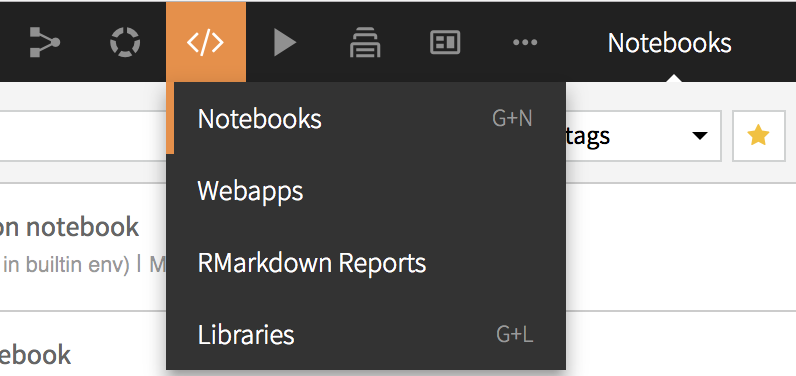 Notebooks
Notebooks G+N
tags
Webapps
on notebook
in builtin env) | M
RMarkdown Reports
Libraries G+L
ebook